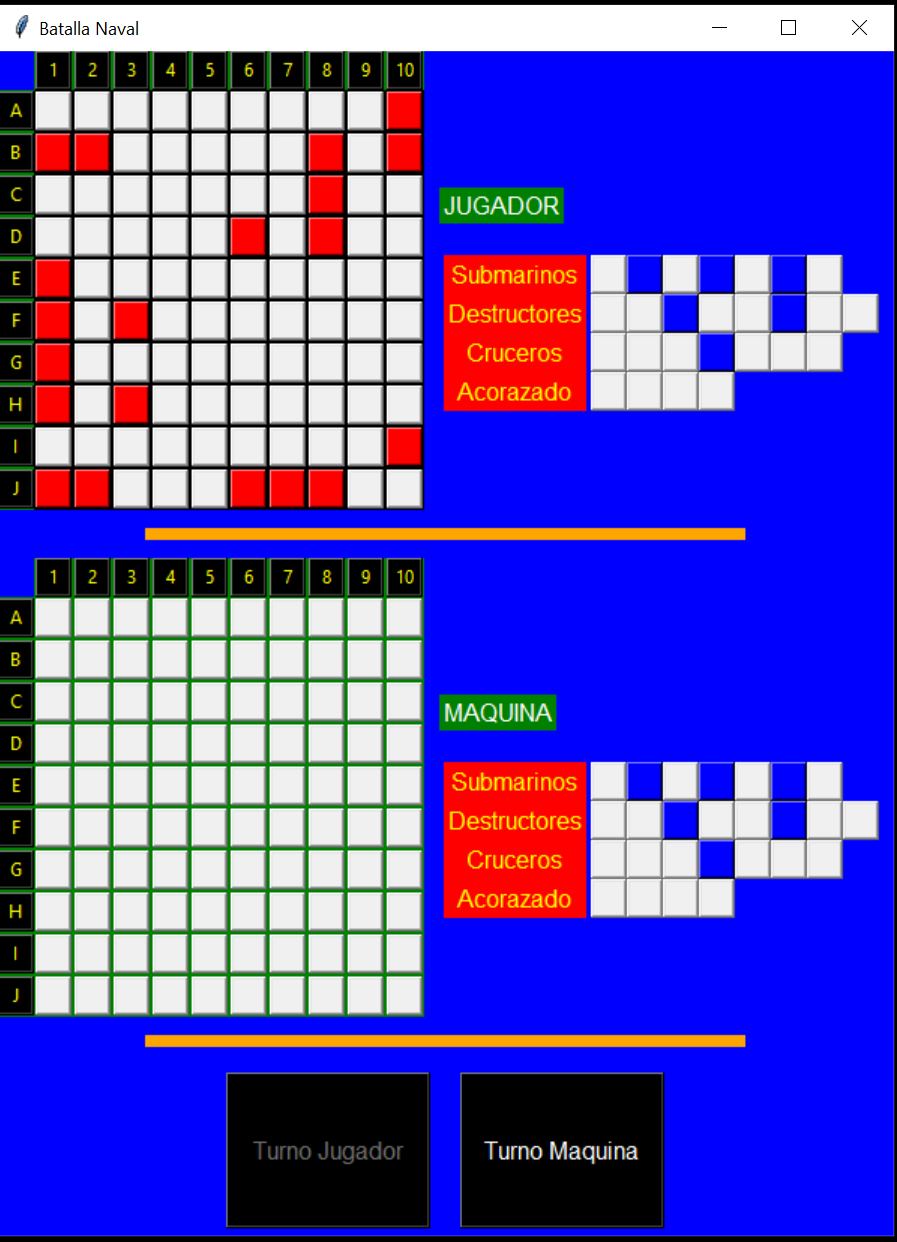 Batalla Naval
1 2 3 4 5 6 7 8 9 10
A
B
C
JUGADOR
D
E
Submarinos
F
Destructores
G
Cruceros
H
Acorazado
I
J
1 2 3 4 5 6 7 8 9 10
A
B
C
MAQUINA
D
E
Submarinos
F
Destructores
G
Cruceros
H
Acorazado
I
J
Turno Jugador
Turno Maquina